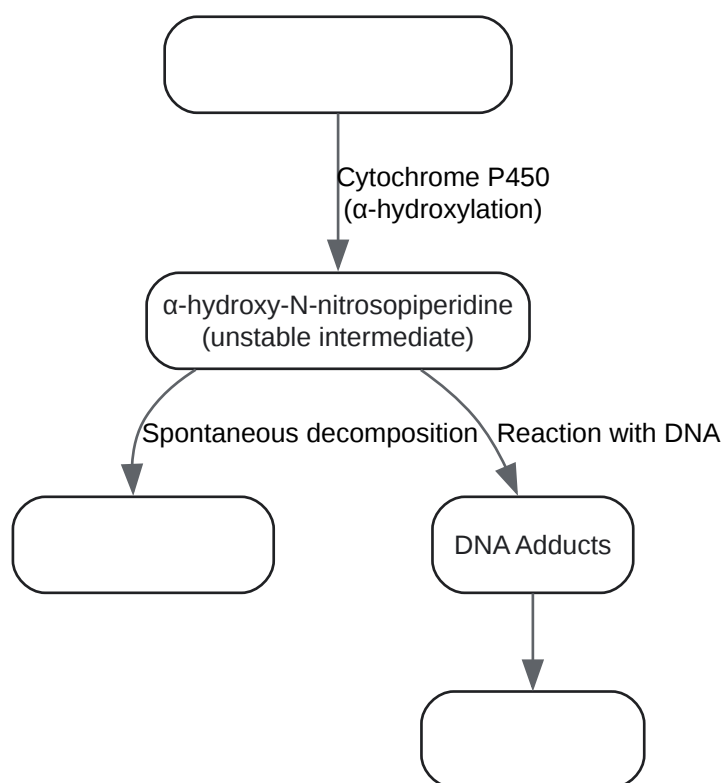 Cytochrome P450
(α-hydroxylation)
α-hydroxy-N-nitrosopiperidine
(unstable intermediate)
Spontaneous decomposition
Reaction with DNA
DNA Adducts